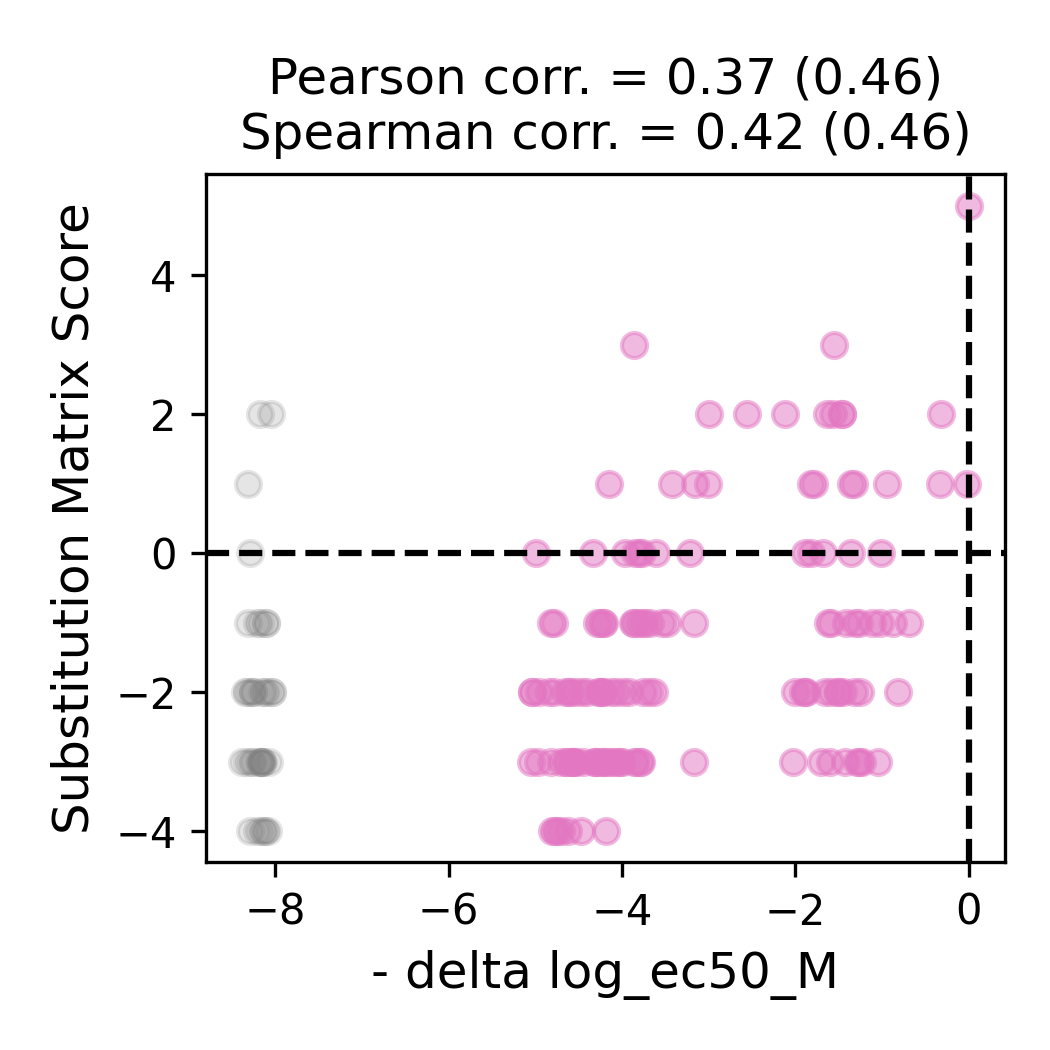 Pearson corr. = 0.37 (0.46)
Spearman corr. = 0.42 (0.46)
Substitution Matrix Score
4
2
0
−2
−4
−8
−6
−4
−2
0
- delta log_ec50_M